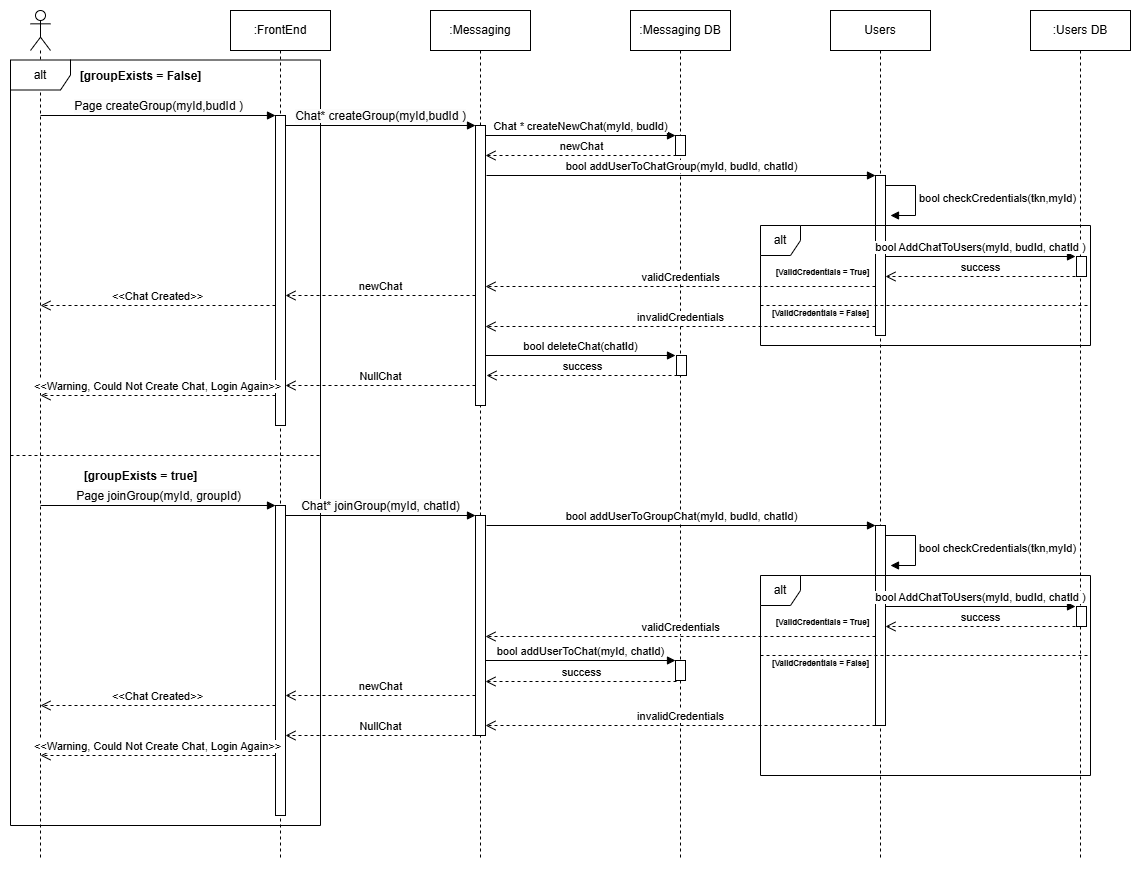 :FrontEnd
:Messaging
:Messaging DB
Users
:Users DB
alt
[groupExists = False]
Page createGroup(myId,budId )
Chat* createGroup(myId,budId )
Chat * createNewChat(myId, budId)
newChat
bool addUserToChatGroup(myId, budId, chatId)
bool checkCredentials(tkn,myId)
alt
bool AddChatToUsers(myId, budId, chatId )
success
[ValidCredentials = True]
validCredentials
newChat
<<Chat Created>>
[ValidCredentials = False]
invalidCredentials
bool deleteChat(chatId)
success
NullChat
<<Warning, Could Not Create Chat, Login Again>>
[groupExists = true]
Page joinGroup(myId, groupId)
Chat* joinGroup(myId, chatId)
bool addUserToGroupChat(myId, budId, chatId)
bool checkCredentials(tkn,myId)
alt
bool AddChatToUsers(myId, budId, chatId )
success
[ValidCredentials = True]
validCredentials
bool addUserToChat(myId, chatId)
[ValidCredentials = False]
success
newChat
<<Chat Created>>
invalidCredentials
NullChat
<<Warning, Could Not Create Chat, Login Again>>